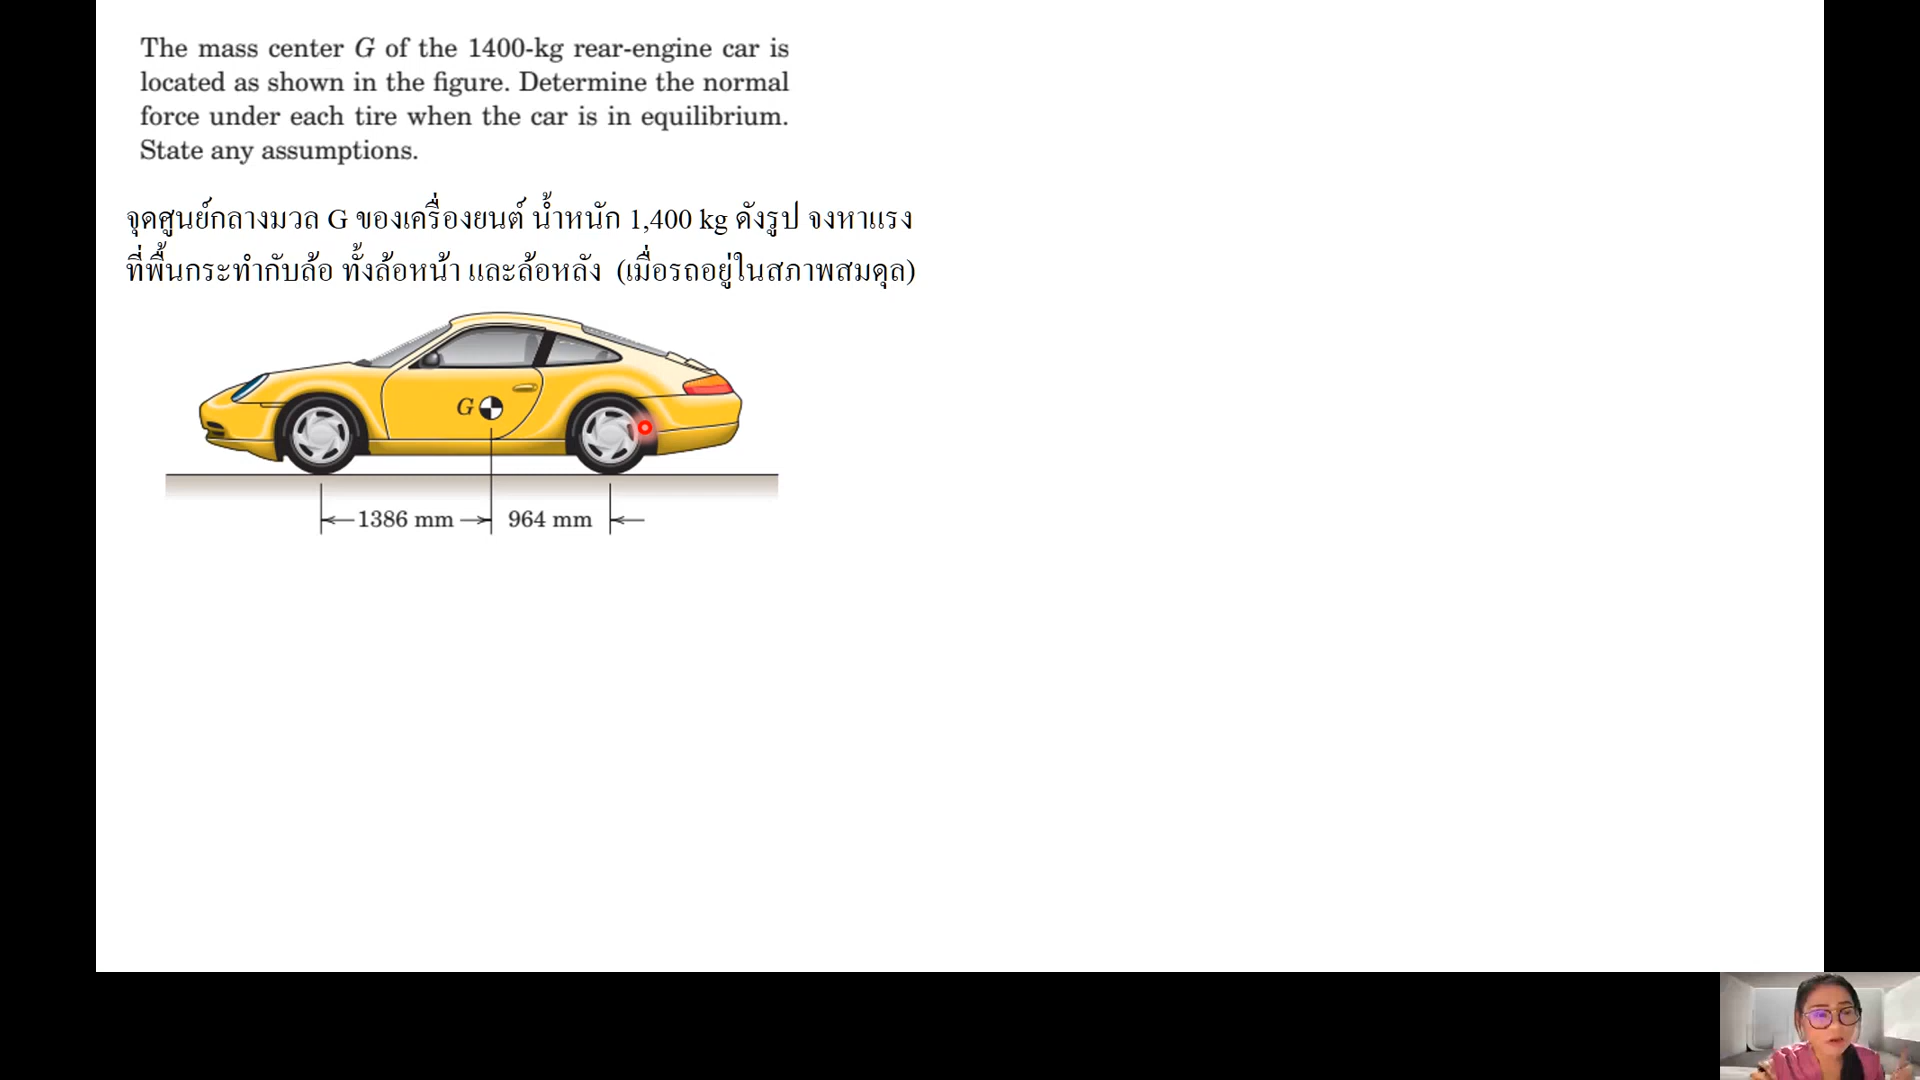 The mass center G of the 1400-kg rear-engine car is
located as shown in the figure. Determine the normal
force under each tire when the car is in equilibrium.
State any assumptions.
จุดศูนย์กลางมวล G ของเครื่องยนต์ น้ำหนัก 1,400 kg ดังรูป จงหาแรง
ที่พื้นกระทำกับล้อ ทั้งล้อหน้า และล้อหลัง (เมื่อรถอยู่ในสภาพสมดุล)
G
1386 mm 964 mm